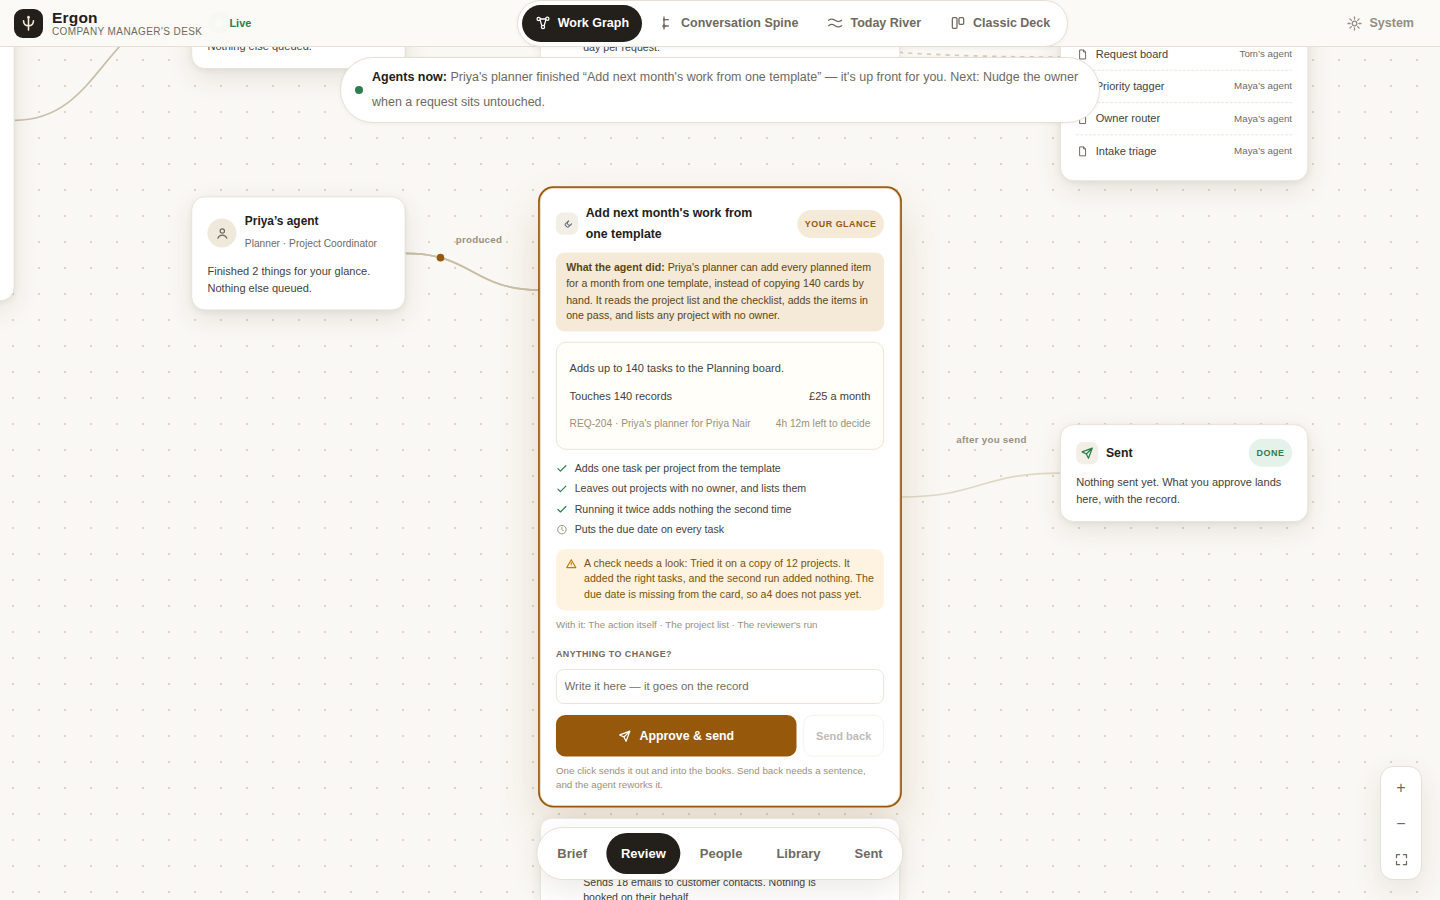 Ergon
COMPANY MANAGER'S DESK
Live
Work Graph
Conversation Spine
Today River
Classic Deck
System
Nothing else queued.
day per request.
Agents now: Priya's planner finished “Add next month's work from one template” — it's up front for you. Next: Nudge the owner
when a request sits untouched.
Request board
Tom's agent
Priority tagger
Maya's agent
Owner router
Maya's agent
Intake triage
Maya's agent
Priya's agent
Planner · Project Coordinator
Finished 2 things for your glance.
Nothing else queued.
produced
Add next month's work from
one template
YOUR GLANCE
What the agent did: Priya's planner can add every planned item
for a month from one template, instead of copying 140 cards by
hand. It reads the project list and the checklist, adds the items in
one pass, and lists any project with no owner.
Adds up to 140 tasks to the Planning board.
Touches 140 records
£25 a month
REQ-204 · Priya's planner for Priya Nair
4h 12m left to decide
Adds one task per project from the template
Leaves out projects with no owner, and lists them
Running it twice adds nothing the second time
Puts the due date on every task
A check needs a look: Tried it on a copy of 12 projects. It
added the right tasks, and the second run added nothing. The
due date is missing from the card, so a4 does not pass yet.
With it: The action itself · The project list · The reviewer's run
ANYTHING TO CHANGE?
Write it here — it goes on the record
Approve & send
Send back
One click sends it out and into the books. Send back needs a sentence,
and the agent reworks it.
after you send
Sent
DONE
Nothing sent yet. What you approve lands
here, with the record.
+
−
Brief
Review
People
Library
Sent
Sends 18 emails to customer contacts. Nothing is
booked on their behalf